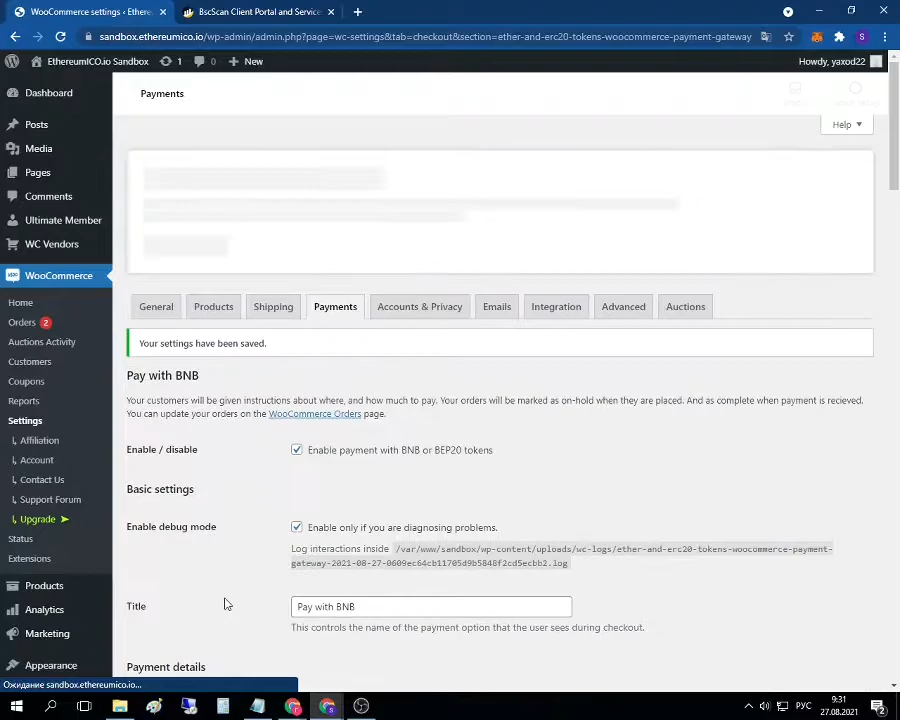 WooCommerce settings ‹ Ethere
BscScan Client Portal and Service
sandbox.ethereumico.io/wp-admin/admin.php?page=wc-settings&tab=checkout&section=ether-and-erc20-tokens-woocommerce-payment-gateway
S
EthereumICO.io Sandbox
1
0
New
Howdy, yaxod22
Dashboard
Posts
Media
Pages
Comments
Ultimate Member
WC Vendors
WooCommerce
Home
Orders 2
Auctions Activity
Customers
Coupons
Reports
Settings
Affiliation
Account
Contact Us
Support Forum
Upgrade ➤
Status
Extensions
Products
Analytics
Marketing
Appearance
Payments
Help ▼
General
Products
Shipping
Payments
Accounts & Privacy
Emails
Integration
Advanced
Auctions
Your settings have been saved.
Pay with BNB
Your customers will be given instructions about where, and how much to pay. Your orders will be marked as on-hold when they are placed. And as complete when payment is recieved.
You can update your orders on the WooCommerce Orders page.
Enable / disable
Enable payment with BNB or BEP20 tokens
Basic settings
Enable debug mode
Enable only if you are diagnosing problems.
Log interactions inside /var/www/sandbox/wp-content/uploads/wc-logs/ether-and-erc20-tokens-woocommerce-payment-
gateway-2021-08-27-0609ec64cb11705d9b5848f2cd5ecbb2.log
Title
Pay with BNB
This controls the name of the payment option that the user sees during checkout.
Payment details
Ожидание sandbox.ethereumico.io...
РУС
9:31
27.08.2021
2